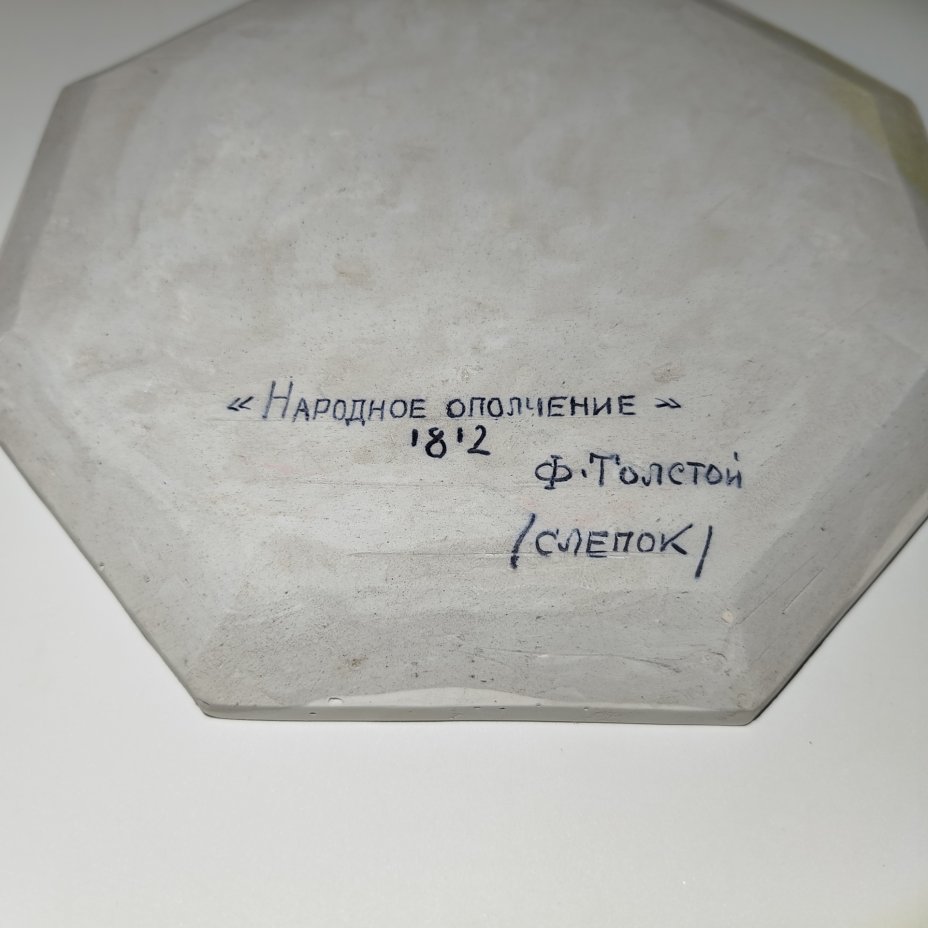 « Народное ополчение »
1812
Ф. Толстой
/слепок/